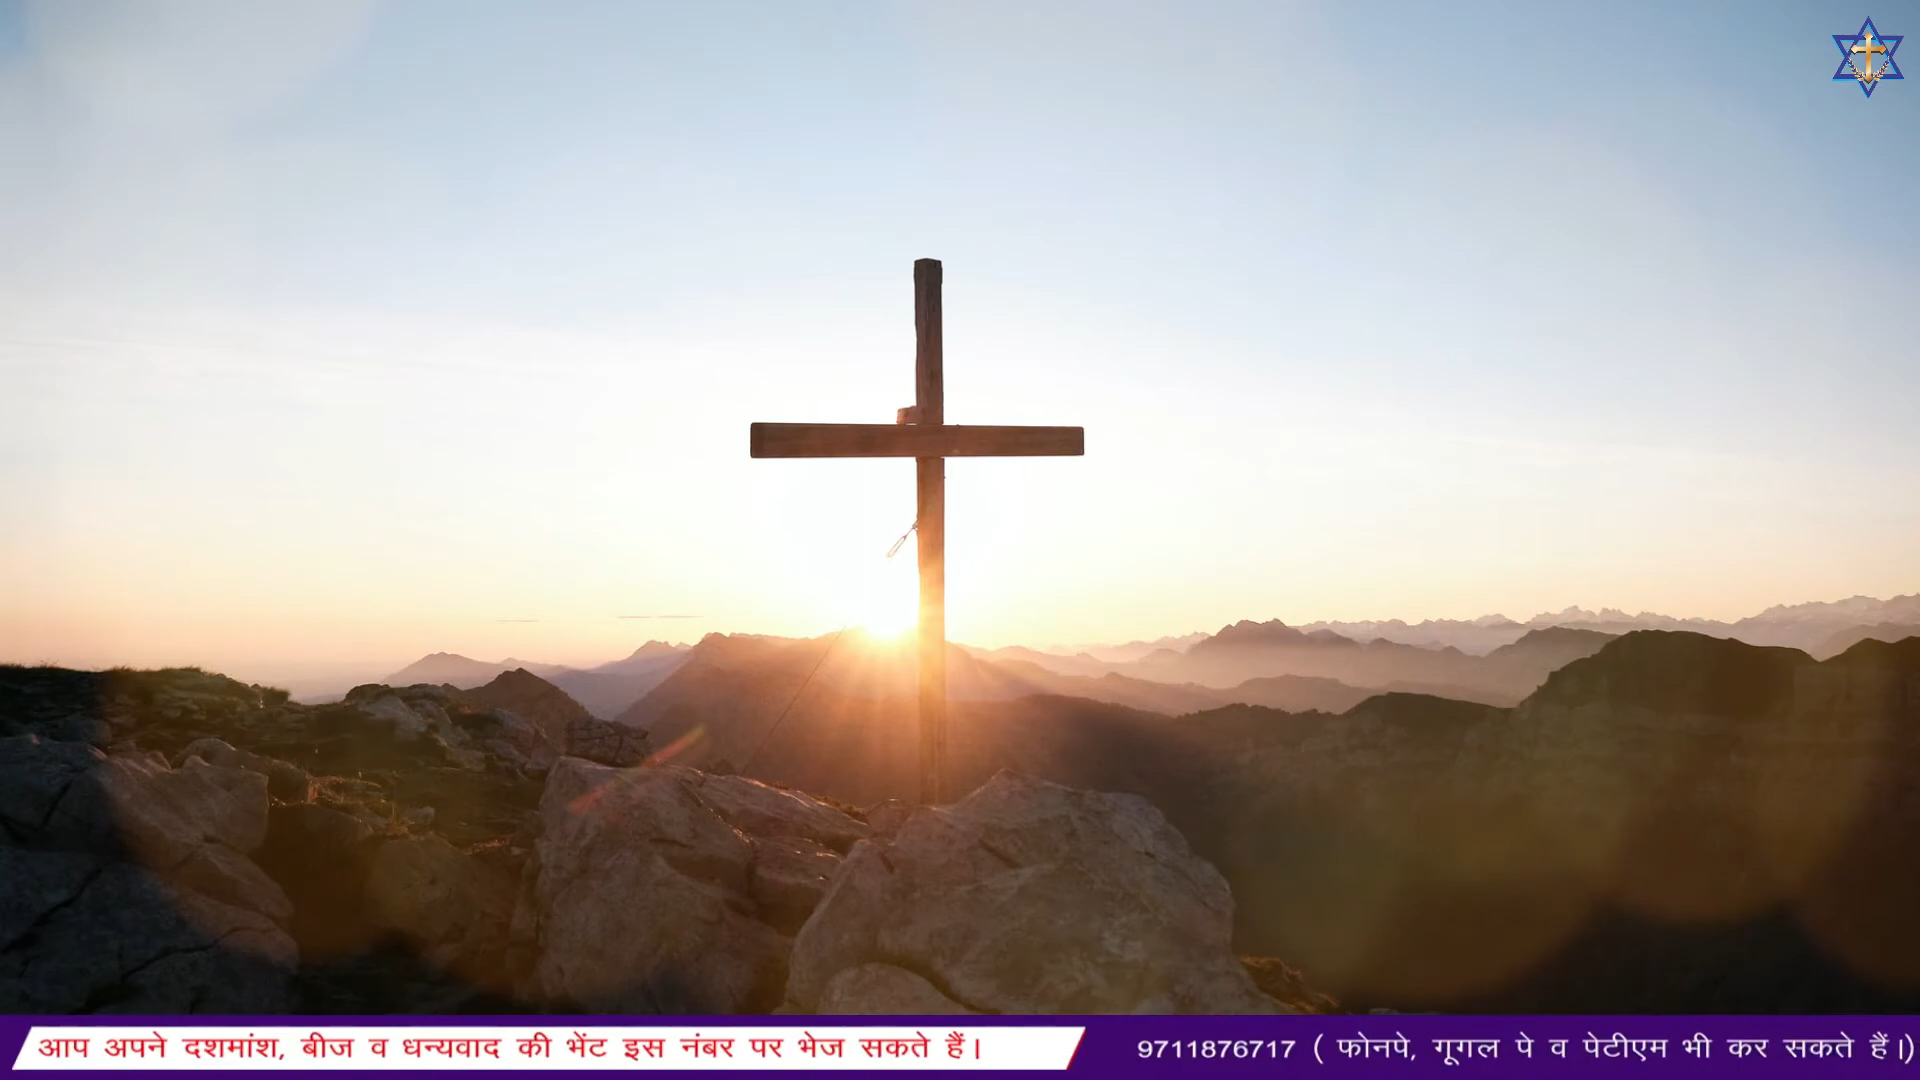 आप अपने दशमांश, बीज व धन्यवाद की भेंट इस नंबर पर भेज सकते हैं।
9711876717 ( फोनपे, गूगल पे व पेटीएम भी कर सकते हैं।)